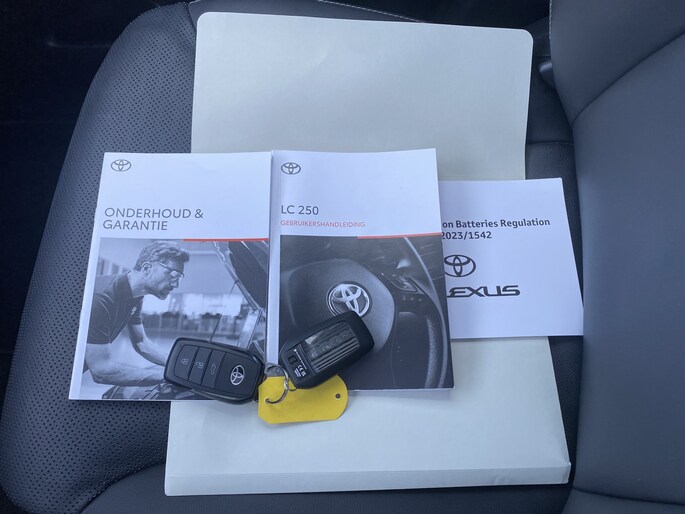 ONDERHOUD &
GARANTIE
LC 250
GEBRUIKERSHANDLEIDING
on Batteries Regulation
2023/1542
LEXUS